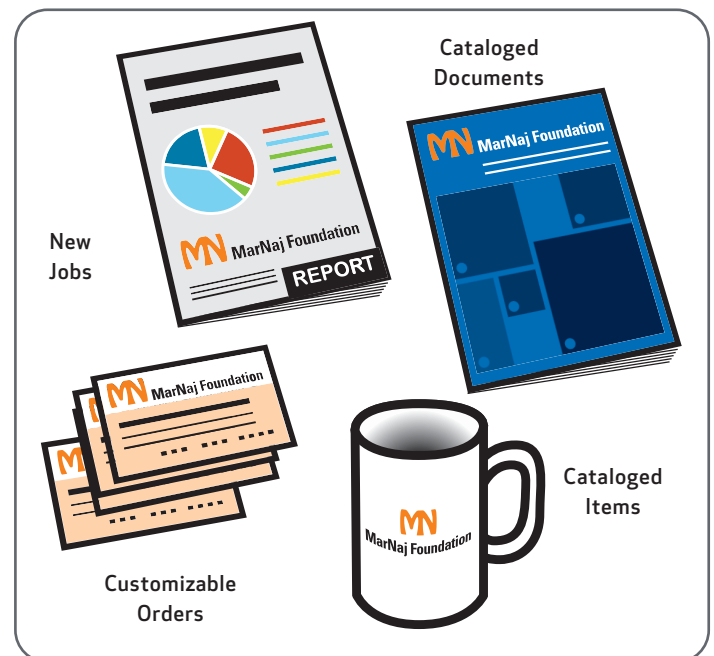 Cataloged
Documents
MN MarNaj Foundation
New
Jobs
MN MarNaj Foundation
REPORT
MN MarNaj Foundation
M
Cataloged
Items
MN
MarNaj Foundation
Customizable
Orders